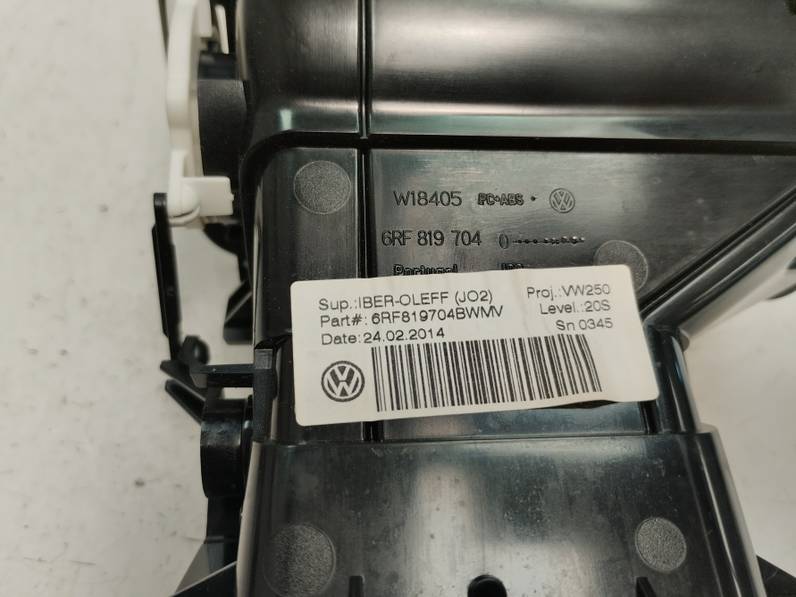 W18405 PC+ABS
6RF 819 704
Portugal
Sup.:IBER-OLEFF (JO2) Proj.:VW250
Part#: 6RF819704BWMV Level.:20S
Date:24.02.2014 Sn 0345